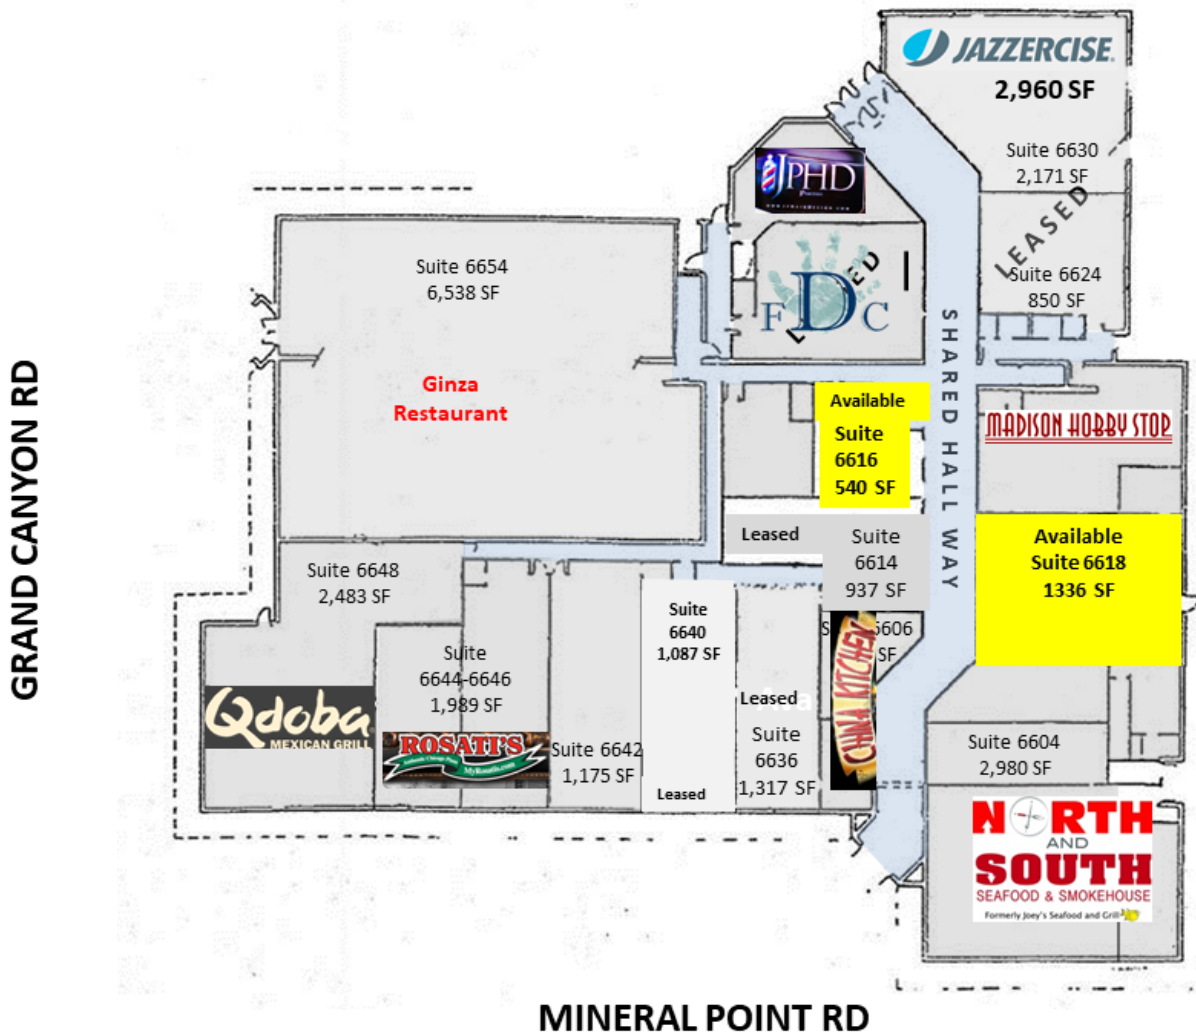 JAZZERCISE
2,960 SF
Suite 6630
2,171 SF
LEASED
Suite 6624
850 SF
JPHD
FDC
Suite 6654
6,538 SF
Ginza
Restaurant
SHARED HALL WAY
Available
Suite
6616
540 SF
MADISON HOBBY STOP
Leased
Suite
6614
937 SF
Available
Suite 6618
1336 SF
Suite 6648
2,483 SF
Suite
6640
1,087 SF
Leased
6606
SF
CHINA KITCHEN
Suite
6644-6646
1,989 SF
Qdoba
MEXICAN GRILL
ROSATI'S
MyRosatis.com
Suite 6642
1,175 SF
Leased
Suite
6636
1,317 SF
Suite 6604
2,980 SF
NORTH
AND
SOUTH
SEAFOOD & SMOKEHOUSE
Formerly Joey's Seafood and Grill
GRAND CANYON RD
MINERAL POINT RD